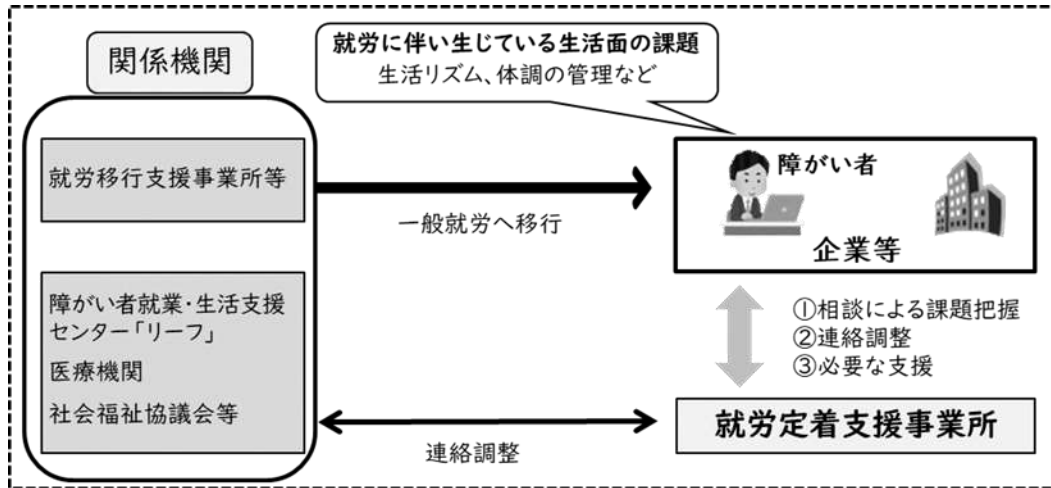 関係機関
就労移行支援事業所等
障がい者就業・生活支援
センター「リーフ」
医療機関
社会福祉協議会等
就労に伴い生じている生活面の課題
生活リズム、体調の管理など
一般就労へ移行
障がい者
企業等
①相談による課題把握
②連絡調整
③必要な支援
連絡調整
就労定着支援事業所